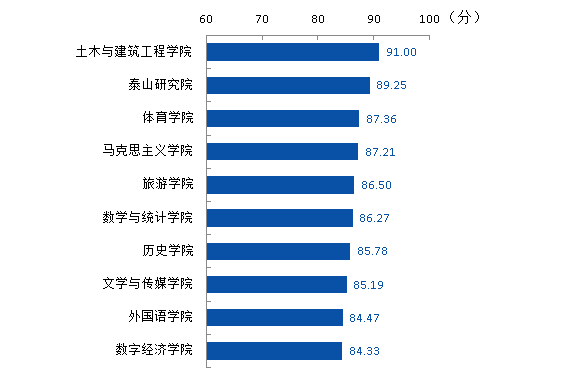 60 70 80 90 100（分）
土木与建筑工程学院 91.00
泰山研究院 89.25
体育学院 87.36
马克思主义学院 87.21
旅游学院 86.50
数学与统计学院 86.27
历史学院 85.78
文学与传媒学院 85.19
外国语学院 84.47
数字经济学院 84.33